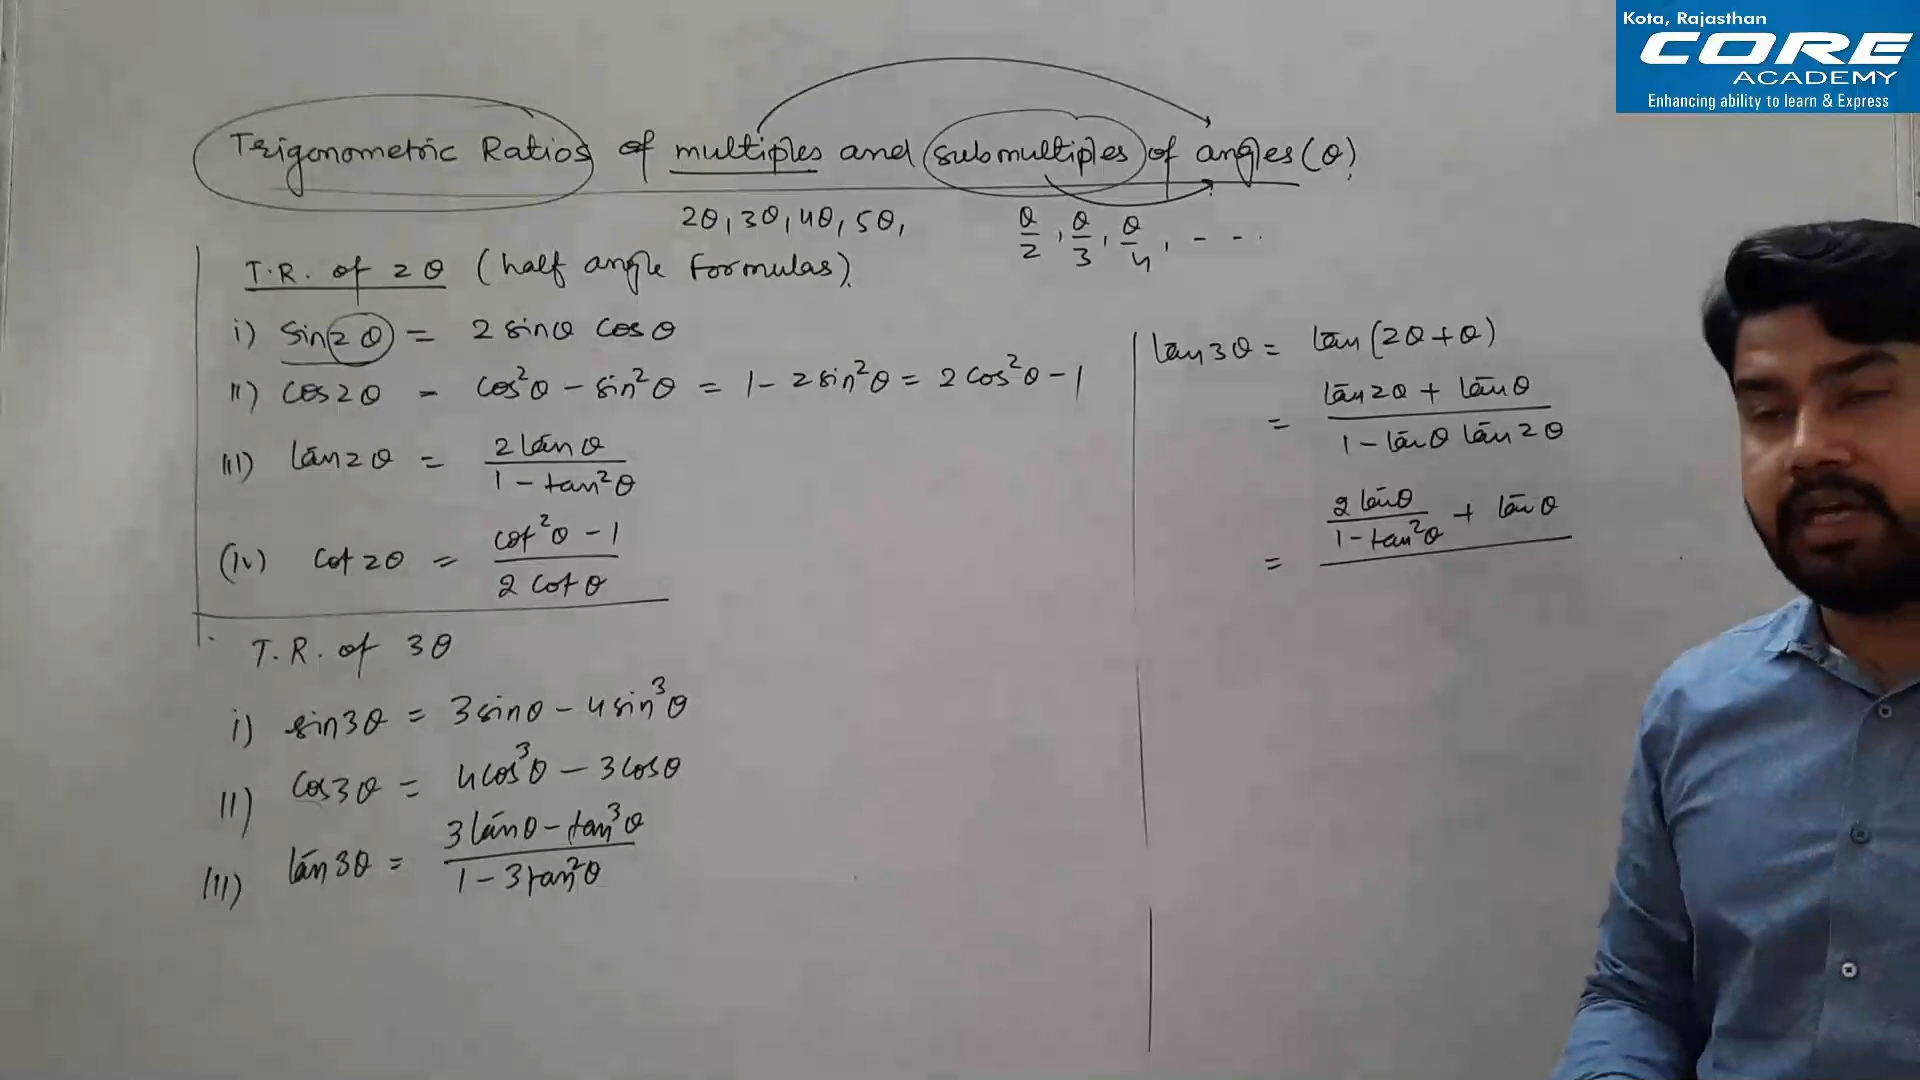 Kota, Rajasthan
CORE
ACADEMY
Enhancing ability to learn & Express
Trigonometric Ratios of multiples and submultiples of angles (θ)
2θ, 3θ, 4θ, 5θ,
θ/2, θ/3, θ/4, - - ..
T.R. of 2θ (half angle formulas)
i) sin2θ = 2 sinθ cosθ
ii) cos2θ = cos²θ - sin²θ = 1 - 2sin²θ = 2cos²θ - 1
iii) tan2θ = 2tanθ / 1 - tan²θ
(iv) cot2θ = cot²θ - 1 / 2 cotθ
T.R. of 3θ
i) sin3θ = 3sinθ - 4sin³θ
ii) cos3θ = 4cos³θ - 3cosθ
iii) tan3θ = 3tanθ - tan³θ / 1 - 3tan²θ
tan3θ = tan(2θ + θ)
= tan2θ + tanθ / 1 - tanθ tan2θ
= 2tanθ / 1 - tan²θ + tanθ